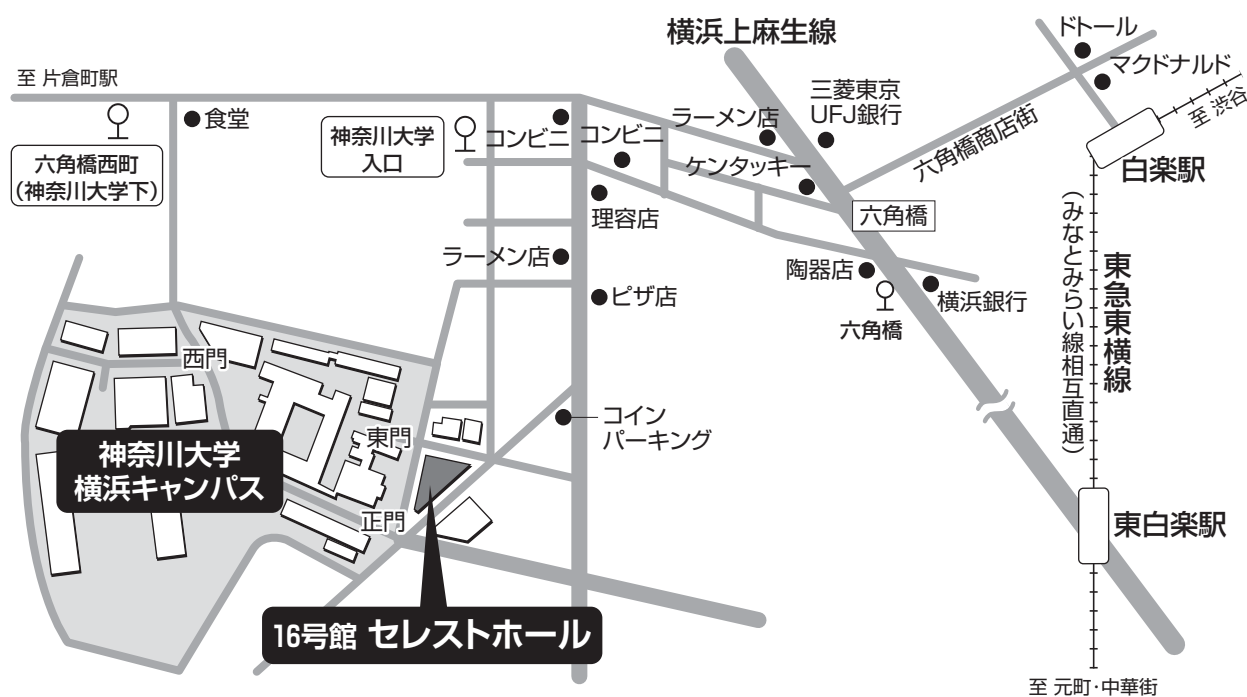 横浜上麻生線
ドトール
マクドナルド
至 片倉町駅
三菱東京
UFJ銀行
至 渋谷
食堂
神奈川大学
入口
コンビニ
コンビニ
ラーメン店
六角橋商店街
六角橋西町
(神奈川大学下)
ケンタッキー
白楽駅
理容店
六角橋
(みなとみらい線相互直通)
東急東横線
ラーメン店
陶器店
ピザ店
横浜銀行
六角橋
西門
コイン
パーキング
東門
神奈川大学
横浜キャンパス
正門
東白楽駅
16号館 セレストホール
至 元町・中華街